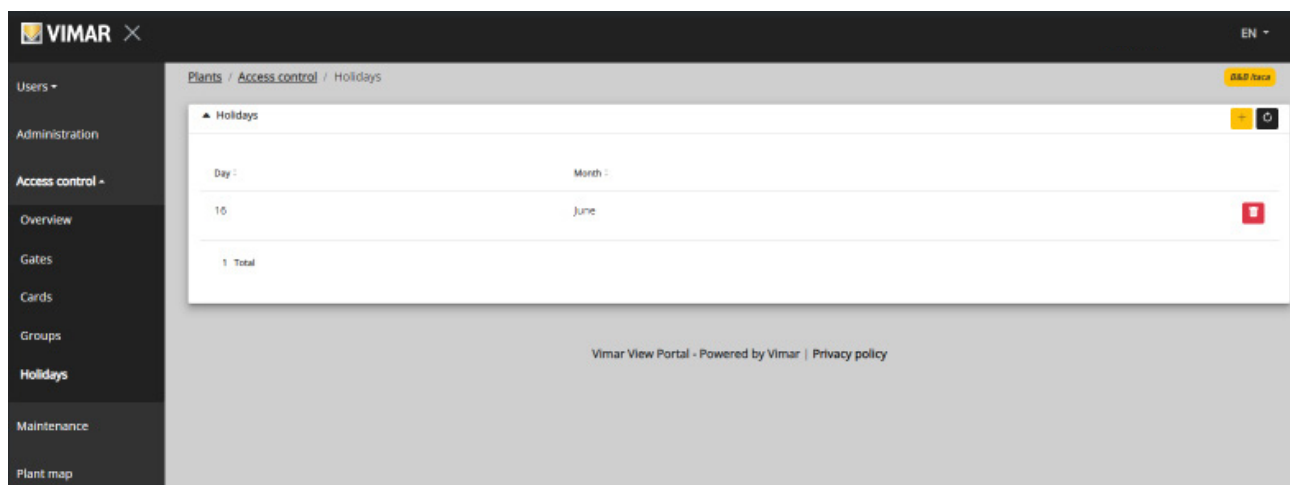 VIMAR
EN
Users
Plants / Access control / Holidays
B&B Itaca
Holidays
Administration
Day
Month
Access control
16
June
Overview
1 Total
Gates
Cards
Groups
Vimar View Portal - Powered by Vimar | Privacy policy
Holidays
Maintenance
Plant map